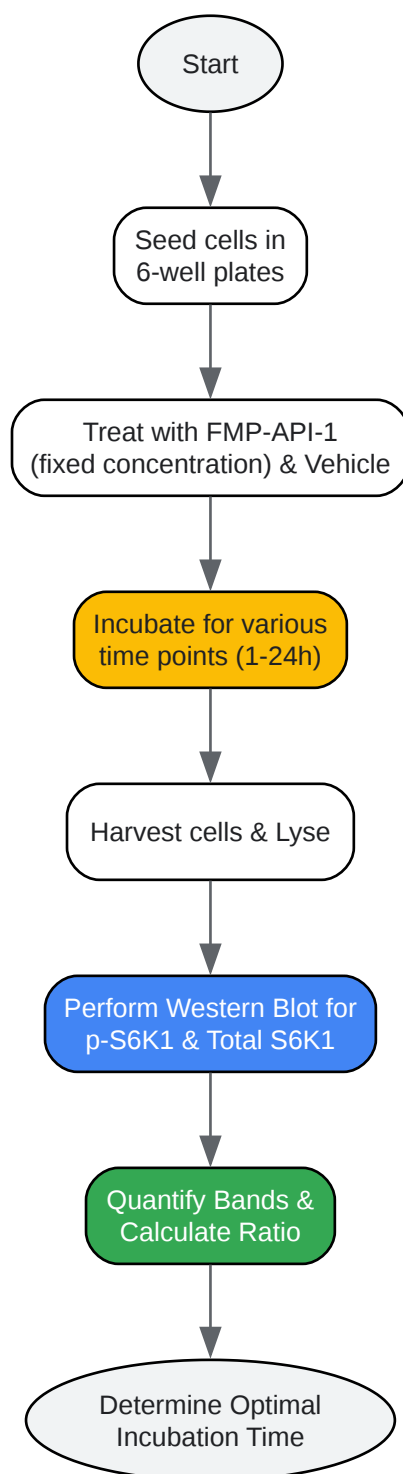 Start
Seed cells in
6-well plates
Treat with FMP-API-1
(fixed concentration) & Vehicle
Incubate for various
time points (1-24h)
Harvest cells & Lyse
Perform Western Blot for
p-S6K1 & Total S6K1
Quantify Bands &
Calculate Ratio
Determine Optimal
Incubation Time